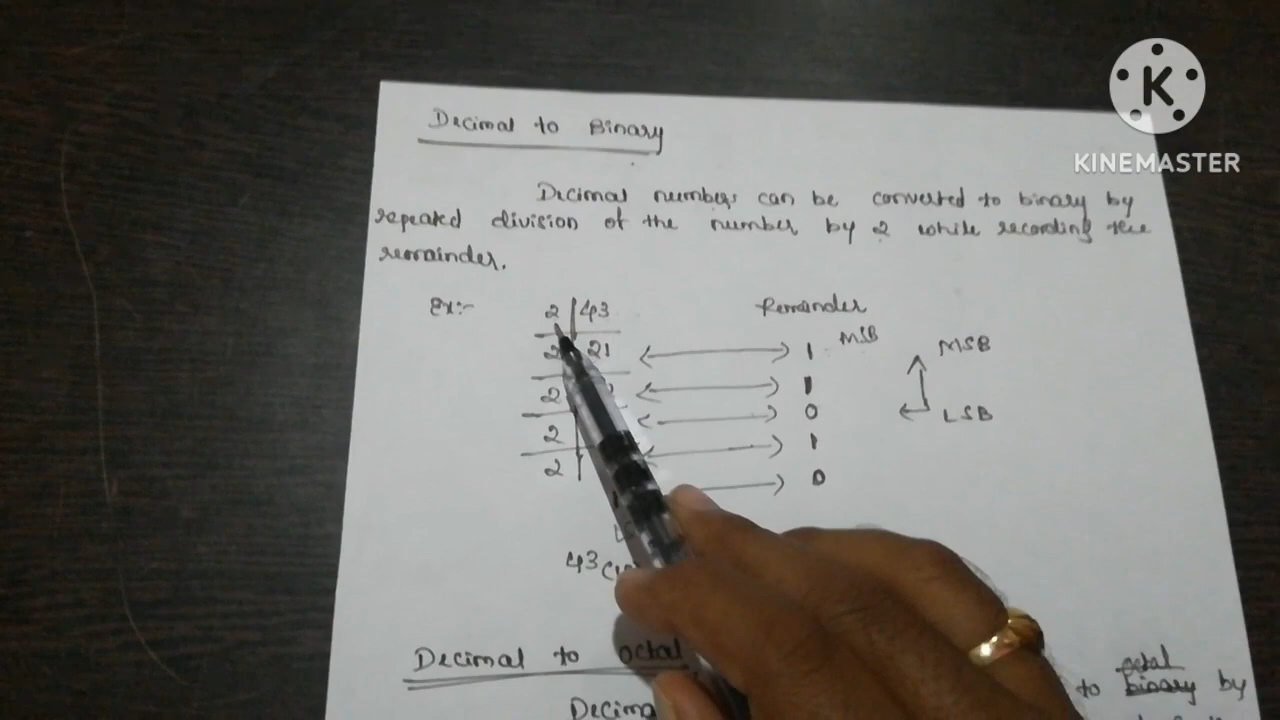 KINEMASTER
Decimal to Binary
Decimal numbers can be converted to binary by
repeated division of the number by 2 while recording the
remainder.
Ex:- 2 43 Remainder
2 21 1 MSB MSB
2 1
2 0 LSB
2 1
2 0
43
Decimal to octal
octal
to binary by